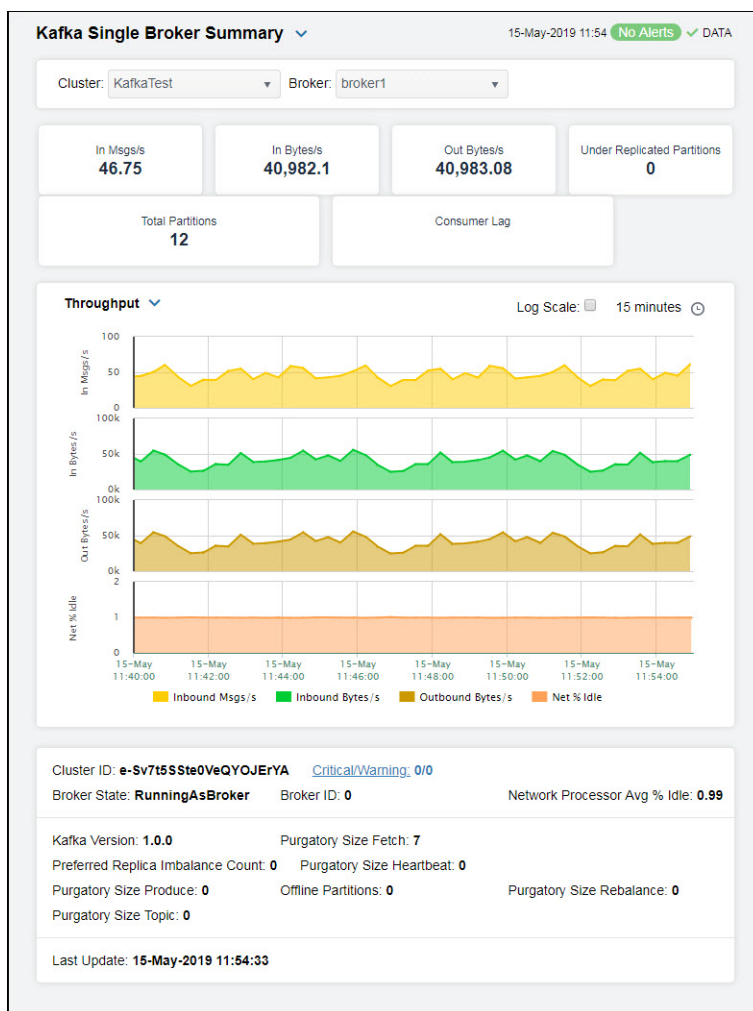 Kafka Single Broker Summary 15-May-2019 11:54 No Alerts DATA
Cluster: KafkaTest Broker: broker1
In Msgs/s In Bytes/s Out Bytes/s Under Replicated Partitions
46.75 40,982.1 40,983.08 0
Total Partitions Consumer Lag
12
Throughput Log Scale: 15 minutes
100
50
0
In Msgs/s
100k
50k
0k
In Bytes/s
100k
50k
0k
Out Bytes/s
2
1
0
Net % Idle
15-May 15-May 15-May 15-May 15-May 15-May 15-May 15-May
11:40:00 11:42:00 11:44:00 11:46:00 11:48:00 11:50:00 11:52:00 11:54:00
Inbound Msgs/s Inbound Bytes/s Outbound Bytes/s Net % Idle
Cluster ID: e-Sv7t5SSte0VeQYOJErYA Critical/Warning: 0/0
Broker State: RunningAsBroker Broker ID: 0 Network Processor Avg % Idle: 0.99
Kafka Version: 1.0.0 Purgatory Size Fetch: 7
Preferred Replica Imbalance Count: 0 Purgatory Size Heartbeat: 0
Purgatory Size Produce: 0 Offline Partitions: 0 Purgatory Size Rebalance: 0
Purgatory Size Topic: 0
Last Update: 15-May-2019 11:54:33